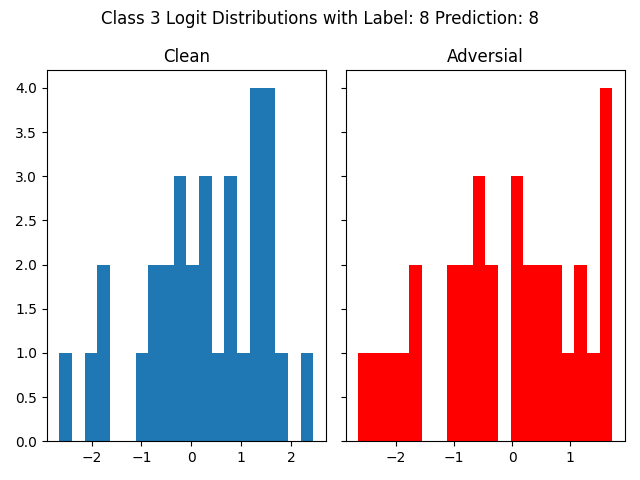 Class 3 Logit Distributions with Label: 8 Prediction: 8
Clean
Adversial
4.0
3.5
3.0
2.5
2.0
1.5
1.0
0.5
0.0
−2 −1 0 1 2
−2 −1 0 1